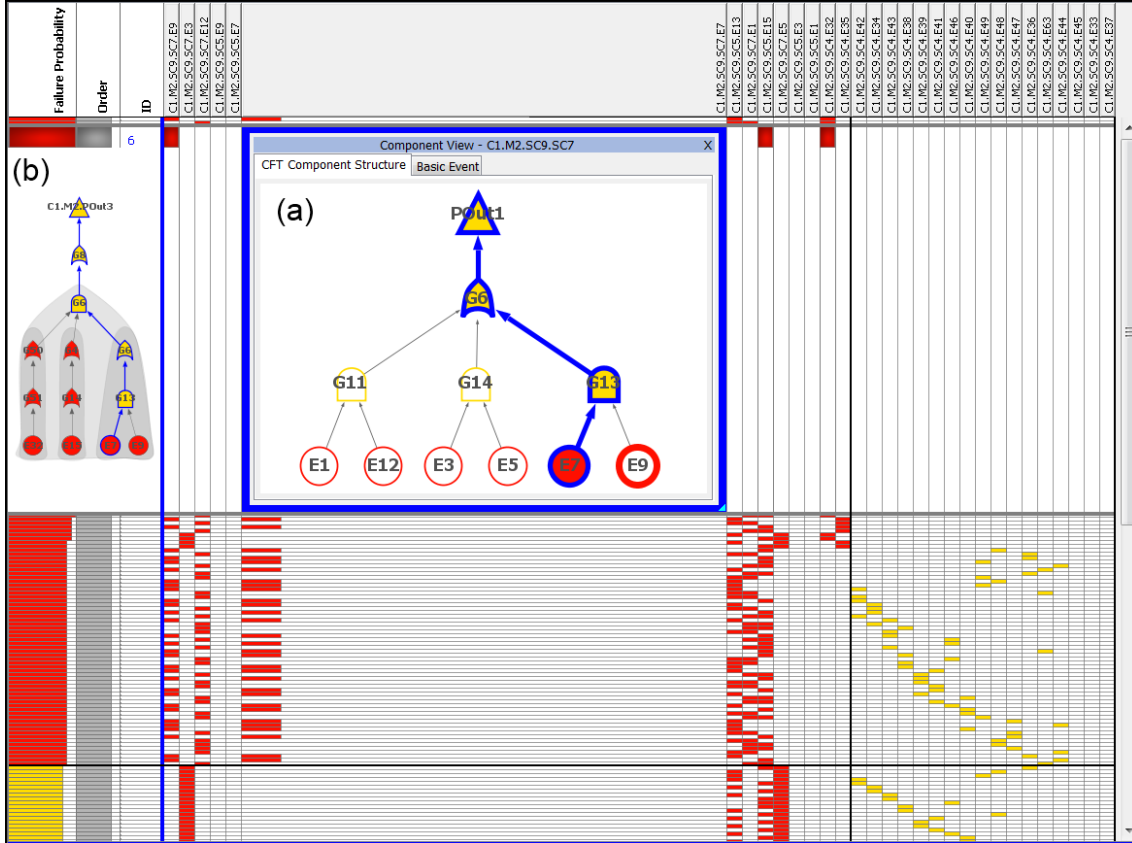 Failure Probability
Order
ID
C1.M2.SC9.SC7.E9
C1.M2.SC9.SC7.E3
C1.M2.SC9.SC7.E12
C1.M2.SC9.SC5.E9
C1.M2.SC9.SC5.E7
C1.M2.SC9.SC7.E7
C1.M2.SC9.SC5.E13
C1.M2.SC9.SC7.E1
C1.M2.SC9.SC5.E15
C1.M2.SC9.SC7.E5
C1.M2.SC9.SC5.E3
C1.M2.SC9.SC5.E1
C1.M2.SC9.SC4.E32
C1.M2.SC9.SC4.E35
C1.M2.SC9.SC4.E42
C1.M2.SC9.SC4.E34
C1.M2.SC9.SC4.E43
C1.M2.SC9.SC4.E38
C1.M2.SC9.SC4.E39
C1.M2.SC9.SC4.E41
C1.M2.SC9.SC4.E46
C1.M2.SC9.SC4.E40
C1.M2.SC9.SC4.E49
C1.M2.SC9.SC4.E48
C1.M2.SC9.SC4.E47
C1.M2.SC9.SC4.E36
C1.M2.SC9.SC4.E63
C1.M2.SC9.SC4.E44
C1.M2.SC9.SC4.E45
C1.M2.SC9.SC4.E33
C1.M2.SC9.SC4.E37
6
(b)
C1.M2.POut3
G8
G6
G6
G13
Component View - C1.M2.SC9.SC7 X
CFT Component Structure Basic Event
(a)
POut1
G6
G11 G14 G13
E1 E12 E3 E5 E7 E9